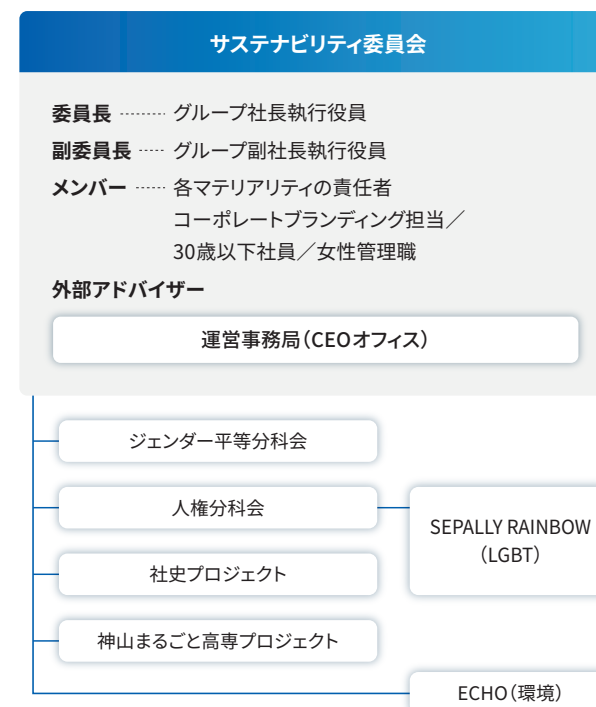 サステナビリティ委員会
委員長 ········ グループ社長執行役員
副委員長 ····· グループ副社長執行役員
メンバー ······ 各マテリアリティの責任者
コーポレートブランディング担当／
30歳以下社員／女性管理職
外部アドバイザー
運営事務局（CEOオフィス）
ジェンダー平等分科会
人権分科会
SEPALLY RAINBOW
（LGBT）
社史プロジェクト
神山まるごと高専プロジェクト
ECHO（環境）